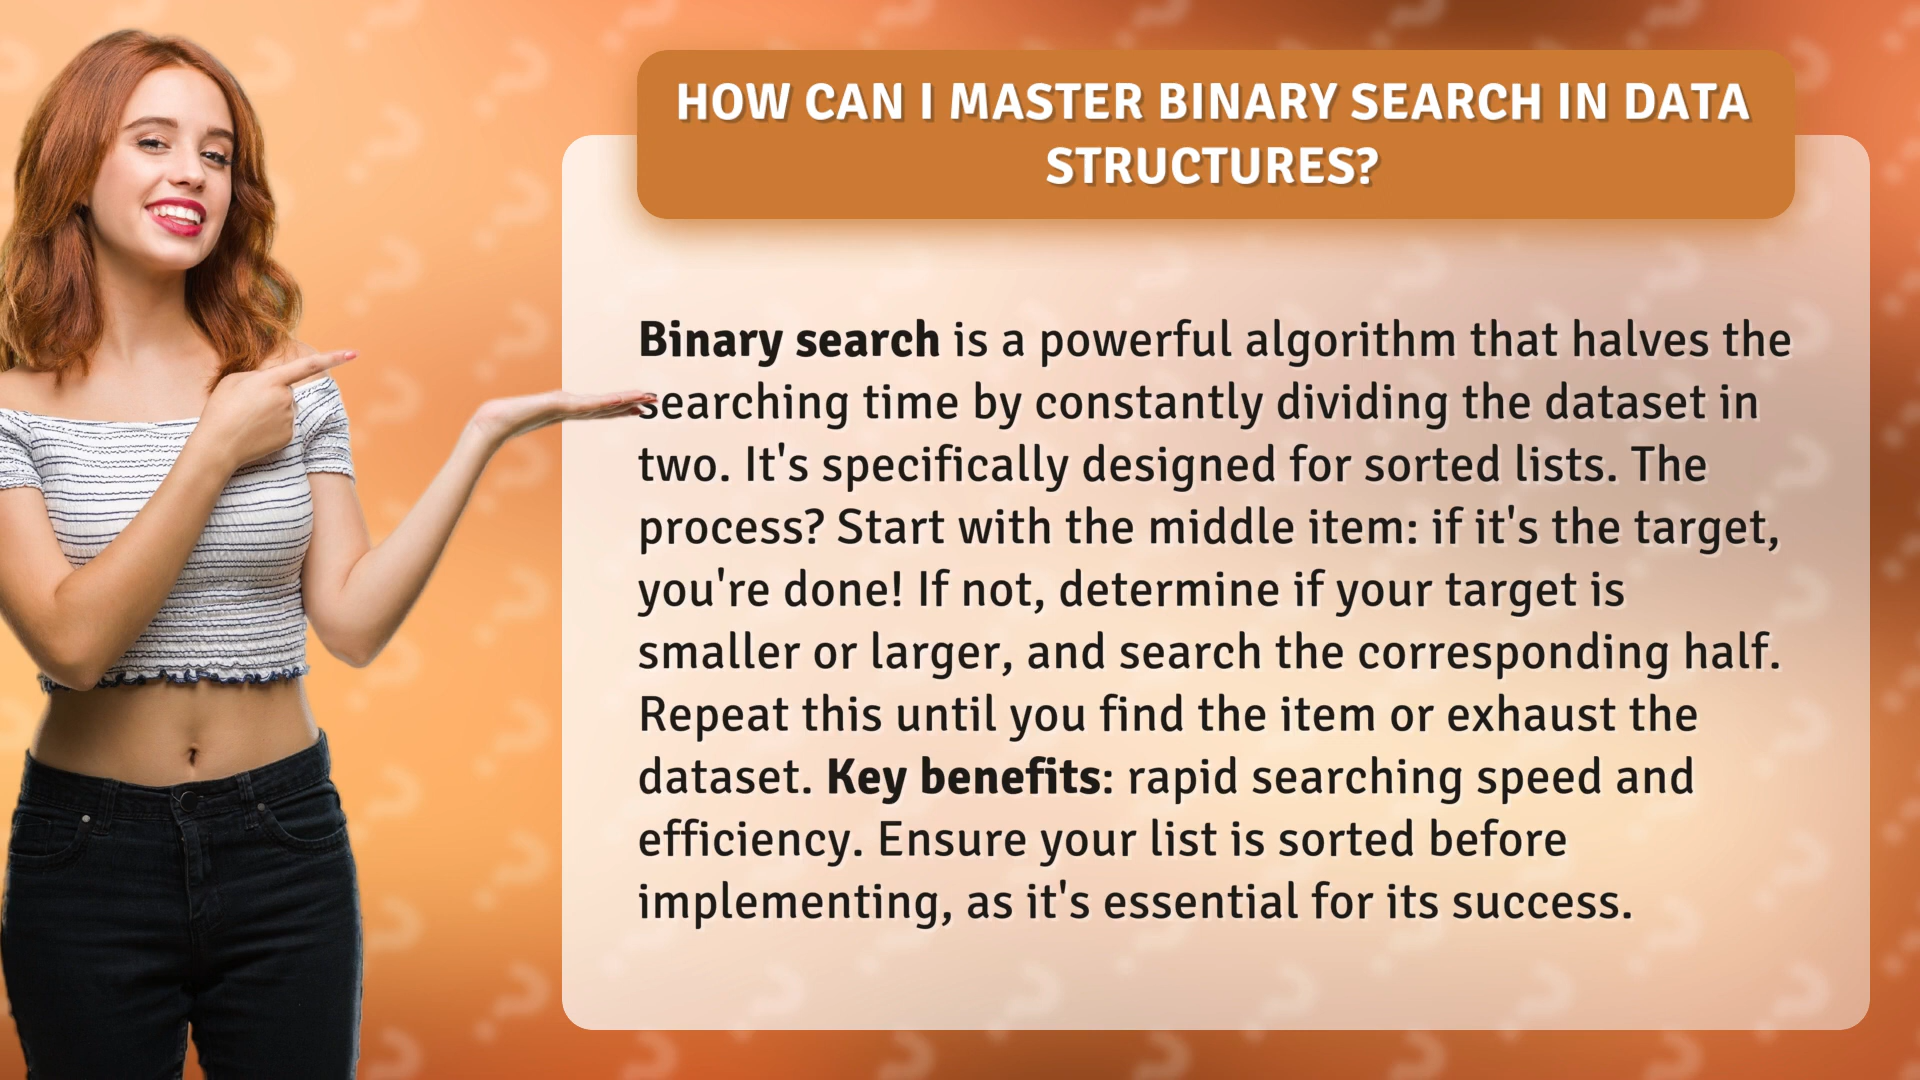 HOW CAN I MASTER BINARY SEARCH IN DATA
STRUCTURES?
Binary search is a powerful algorithm that halves the
searching time by constantly dividing the dataset in
two. It's specifically designed for sorted lists. The
process? Start with the middle item: if it's the target,
you're done! If not, determine if your target is
smaller or larger, and search the corresponding half.
Repeat this until you find the item or exhaust the
dataset. Key benefits: rapid searching speed and
efficiency. Ensure your list is sorted before
implementing, as it's essential for its success.